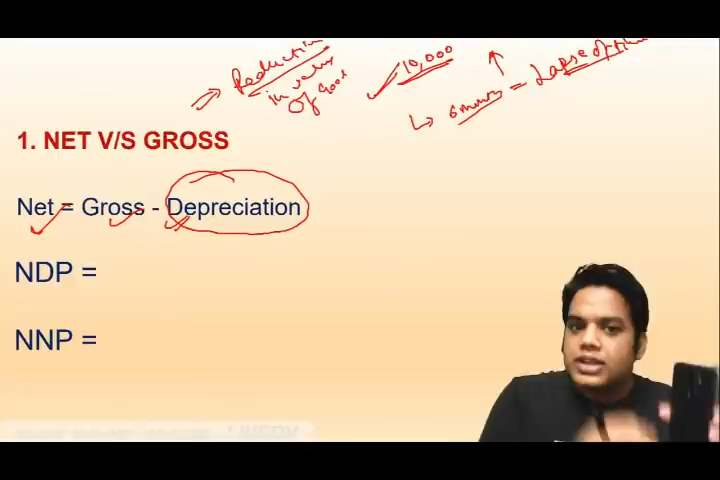 Reduction
in value
Of Good
10,000
6 months = Lapse of time
1. NET V/S GROSS
Net = Gross - Depreciation
NDP =
NNP =